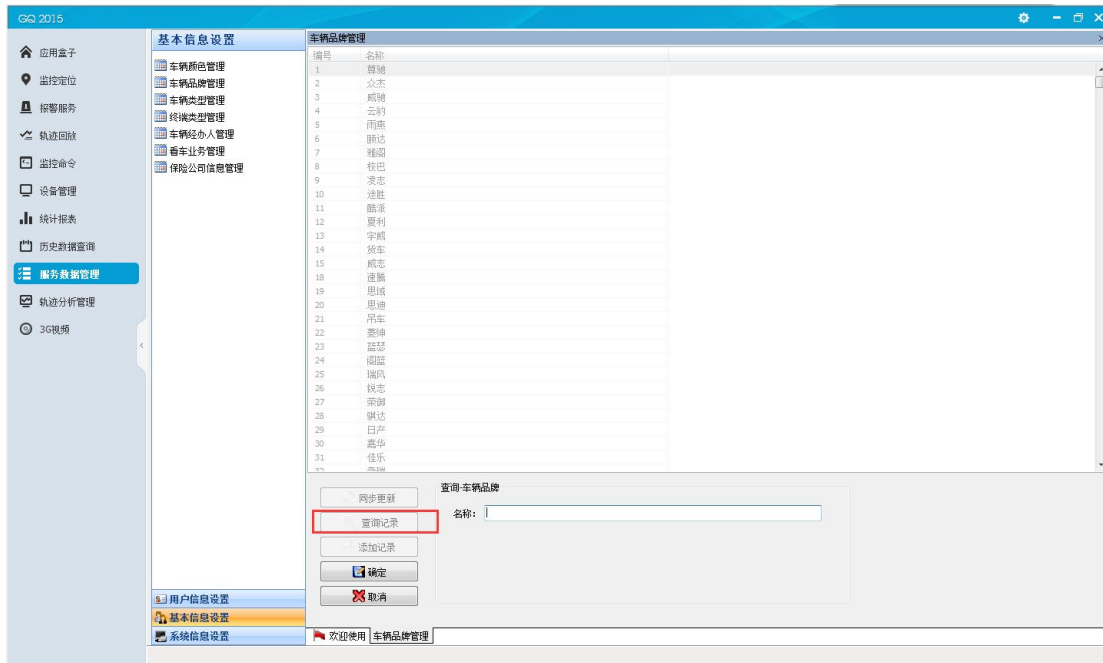 GQ 2015
应用盒子
监控定位
报警服务
轨迹回放
监控命令
设备管理
统计报表
历史数据查询
服务数据管理
轨迹分析管理
3G视频
基本信息设置
车辆颜色管理
车辆品牌管理
车辆类型管理
终端类型管理
车辆经办人管理
看车业务管理
保险公司信息管理
用户信息设置
基本信息设置
系统信息设置
车辆品牌管理
编号 名称
1 尊驰
2 众杰
3 威驰
4 云豹
5 雨燕
6 颐达
7 雅阁
8 校巴
9 凌志
10 途胜
11 酷派
12 夏利
13 宇威
14 货车
15 威志
18 速腾
19 思域
20 思迪
21 吊车
22 菱绅
23 蓝瑟
24 阁蓝
25 瑞风
26 锐志
27 荣御
28 骐达
29 日产
30 嘉华
31 佳乐
32 奇瑞
同步更新
查询记录
添加记录
确定
取消
查询-车辆品牌
名称：
欢迎使用 车辆品牌管理